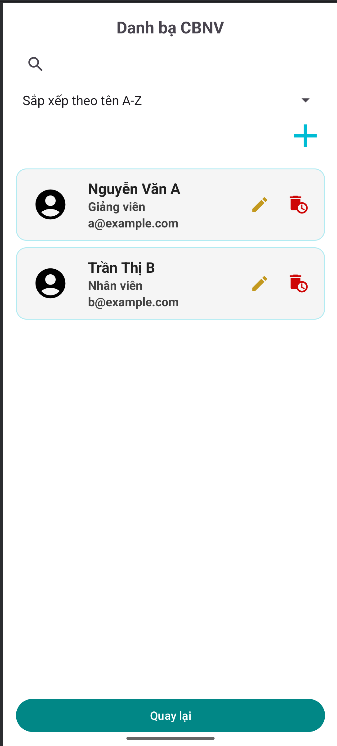 Danh bạ CBNV
Sắp xếp theo tên A-Z
Nguyễn Văn A
Giảng viên
a@example.com
Trần Thị B
Nhân viên
b@example.com
Quay lại